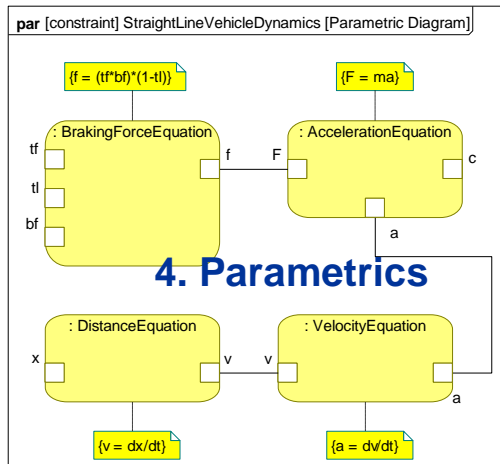 par [constraint] StraightLineVehicleDynamics [Parametric Diagram]
{f = (tf*bf)*(1-tl)}
{F = ma}
: BrakingForceEquation
: AccelerationEquation
tf
f
F
c
tl
bf
a
4. Parametrics
: DistanceEquation
: VelocityEquation
x
v
v
a
{v = dx/dt}
{a = dv/dt}